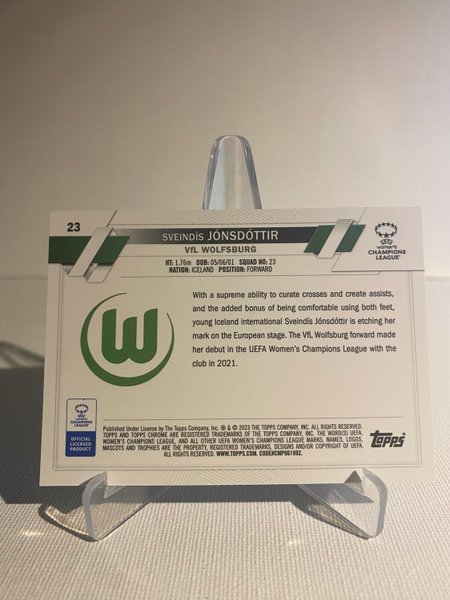 23
SVEINDÍS JÓNSDÓTTIR
VfL WOLFSBURG
HT: 1.76m DOB: 05/06/01 SQUAD NO: 23
NATION: ICELAND POSITION: FORWARD
UEFA
WOMEN'S
CHAMPIONS
LEAGUE™
With a supreme ability to curate crosses and create assists,
and the added bonus of being comfortable using both feet,
young Iceland international Sveindís Jónsdóttir is etching her
mark on the European stage. The VfL Wolfsburg forward made
her debut in the UEFA Women's Champions League with the
club in 2021.
W
WOMEN'S
CHAMPIONS
LEAGUE
OFFICIAL
LICENSED
PRODUCT
Published Under License by The Topps Company, Inc. ® & © 2023 THE TOPPS COMPANY, INC. ALL RIGHTS RESERVED.
TOPPS AND TOPPS CHROME ARE REGISTERED TRADEMARKS OF THE TOPPS COMPANY, INC. THE WORD(S) UEFA,
WOMEN'S CHAMPIONS LEAGUE, AND ALL OTHER UEFA WOMEN'S CHAMPIONS LEAGUE MARKS, NAMES, LOGOS,
MASCOTS AND TROPHIES ARE THE PROPERTY, REGISTERED TRADEMARKS, DESIGNS AND/OR COPYRIGHT OF UEFA.
ALL RIGHTS RESERVED. WWW.TOPPS.COM. CODE#CMP061992.
Topps